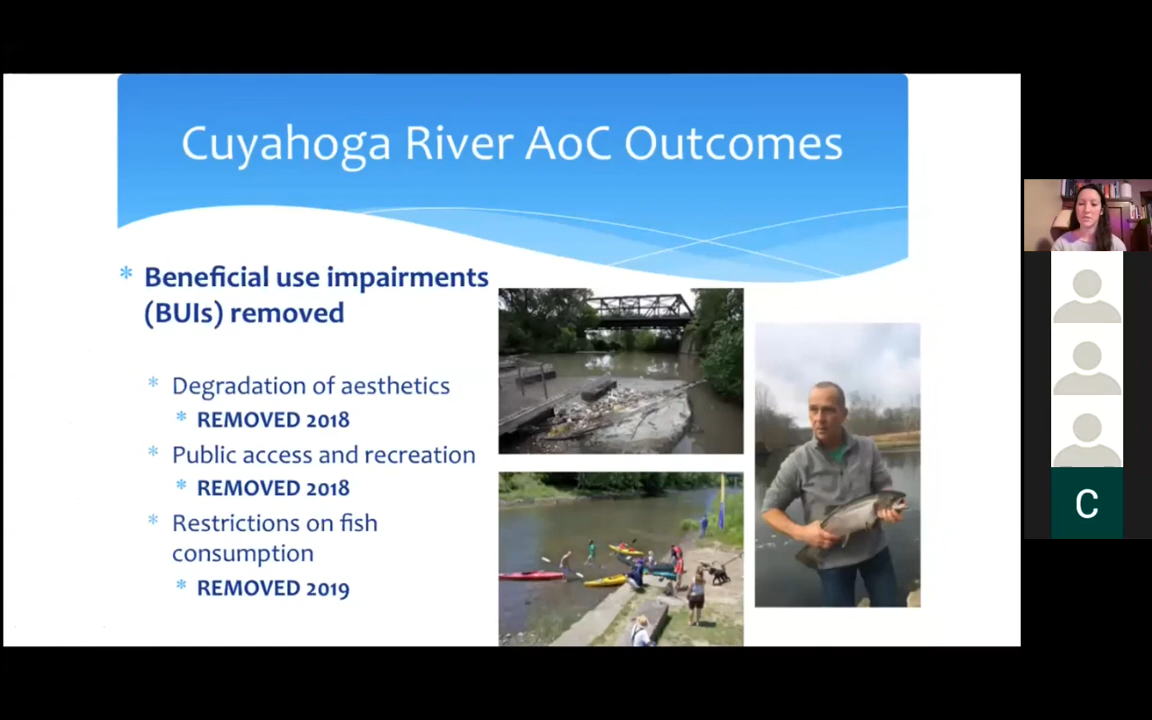 Cuyahoga River AoC Outcomes
* Beneficial use impairments
(BUIs) removed
* Degradation of aesthetics
* REMOVED 2018
* Public access and recreation
* REMOVED 2018
* Restrictions on fish
consumption
* REMOVED 2019
C